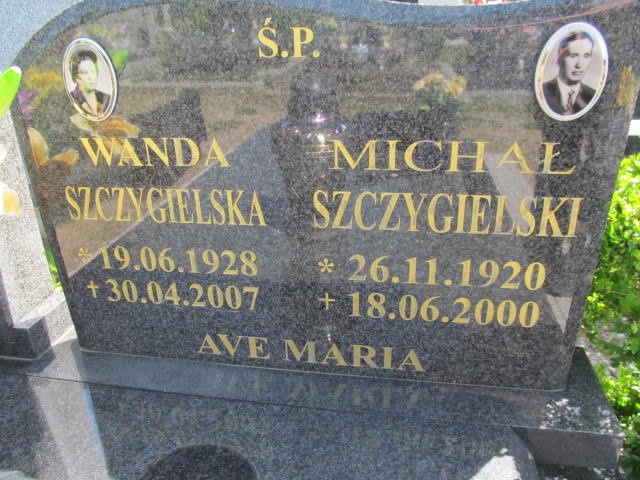 Ś.P.
WANDA
SZCZYGIELSKA
* 19.06.1928
+ 30.04.2007
MICHAŁ
SZCZYGIELSKI
* 26.11.1920
+ 18.06.2000
AVE MARIA